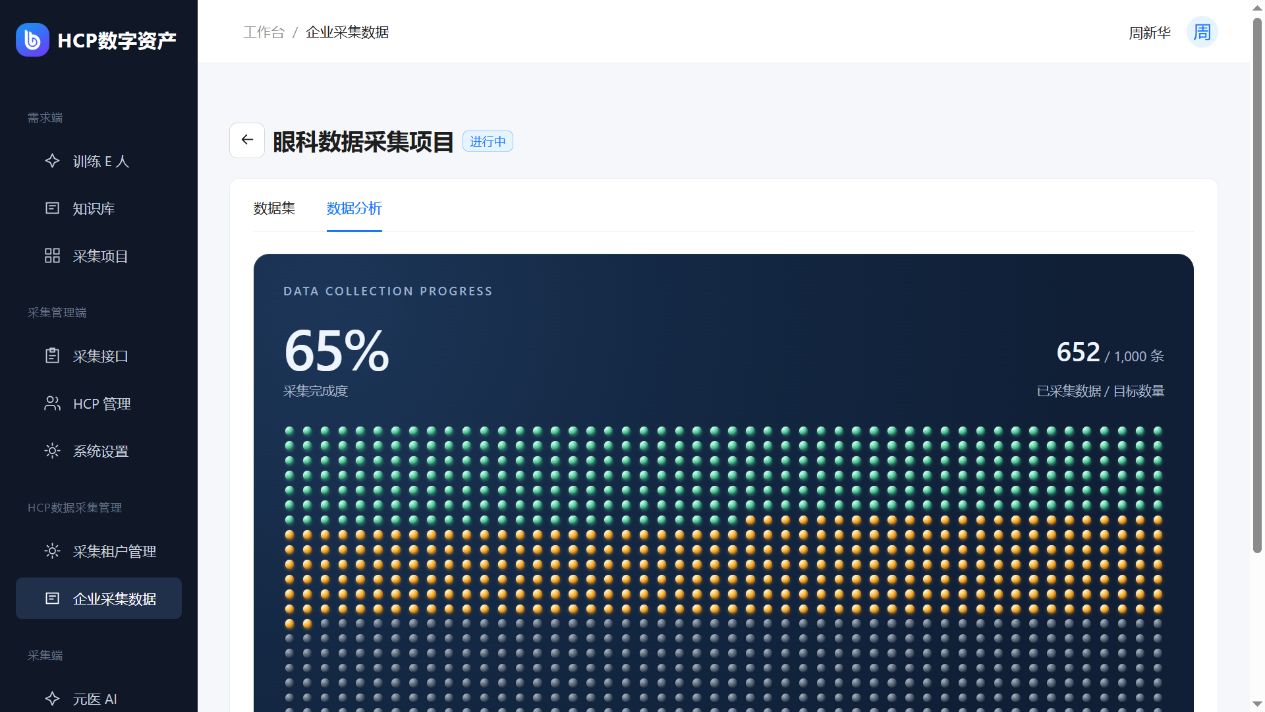 HCP数字资产
需求端
训练 E 人
知识库
采集项目
采集管理端
采集接口
HCP 管理
系统设置
HCP数据采集管理
采集租户管理
企业采集数据
采集端
元医 AI
工作台 / 企业采集数据
周新华 周
眼科数据采集项目 进行中
数据集 数据分析
DATA COLLECTION PROGRESS
65%
采集完成度
652 / 1,000 条
已采集数据 / 目标数量